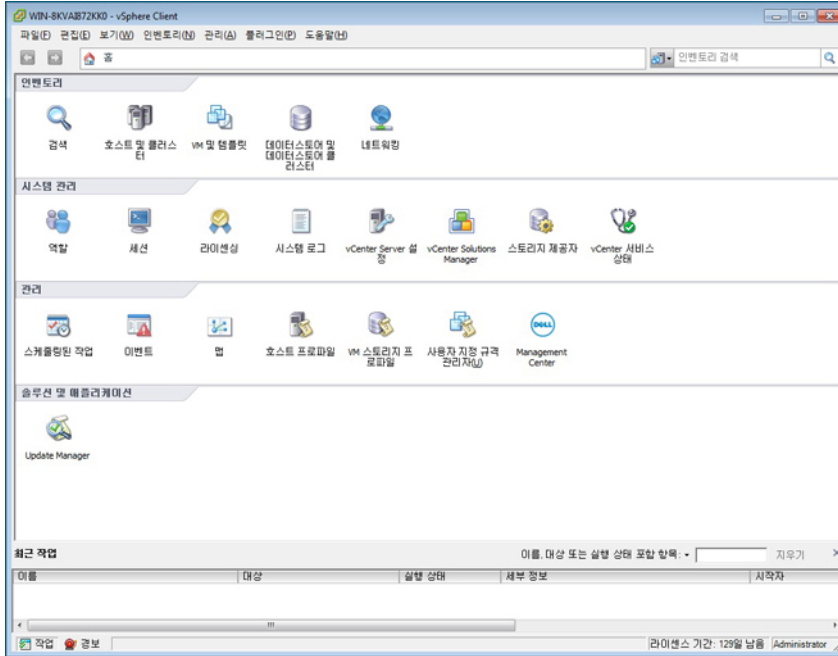 WIN-8KVAI872KK0 - vSphere Client
파일(F) 편집(E) 보기(W) 인벤토리(N) 관리(A) 플러그인(P) 도움말(H)
홈
인벤토리 검색
인벤토리
검색
호스트 및 클러스
터
VM 및 템플릿
데이터스토어 및
데이터스토어 클
러스터
네트워킹
시스템 관리
역할
세션
라이센싱
시스템 로그
vCenter Server 설
정
vCenter Solutions
Manager
스토리지 제공자
vCenter 서비스
상태
관리
스케줄링된 작업
이벤트
맵
호스트 프로파일
VM 스토리지 프
로파일
사용자 지정 규격
관리자(U)
DELL
Management
Center
솔루션 및 애플리케이션
Update Manager
최근 작업
이름, 대상 또는 실행 상태 포함 항목:
지우기
이름 대상 실행 상태 세부 정보 시작자
작업 경보
라이센스 기간: 129일 남음 Administrator